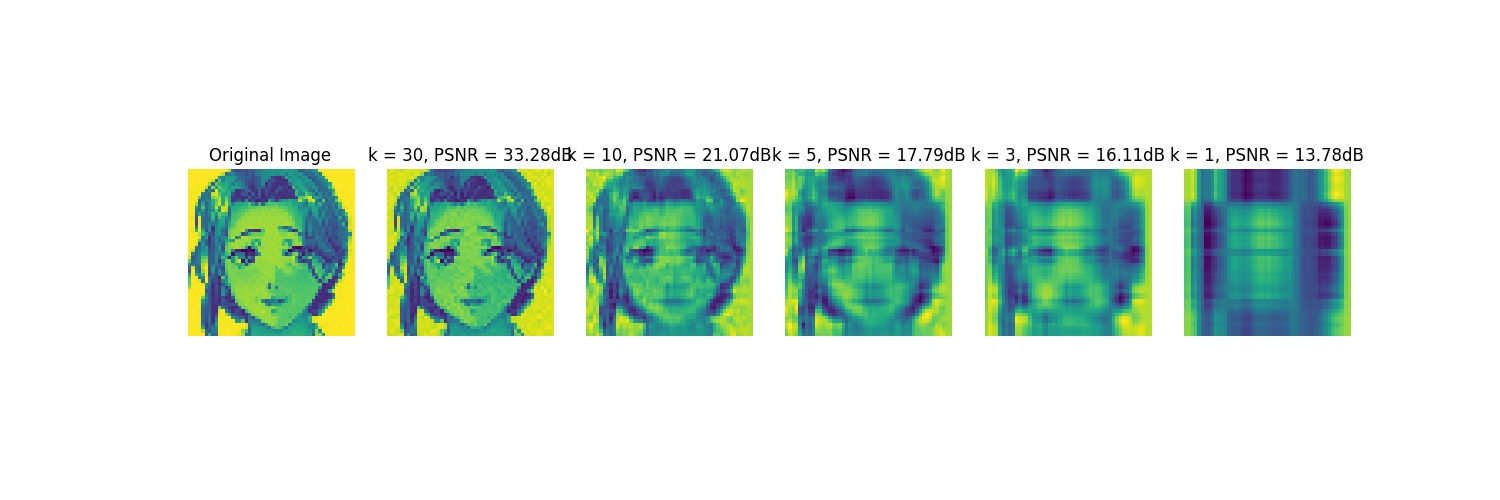 Original Image
k = 30, PSNR = 33.28dB
k = 10, PSNR = 21.07dB
k = 5, PSNR = 17.79dB
k = 3, PSNR = 16.11dB
k = 1, PSNR = 13.78dB